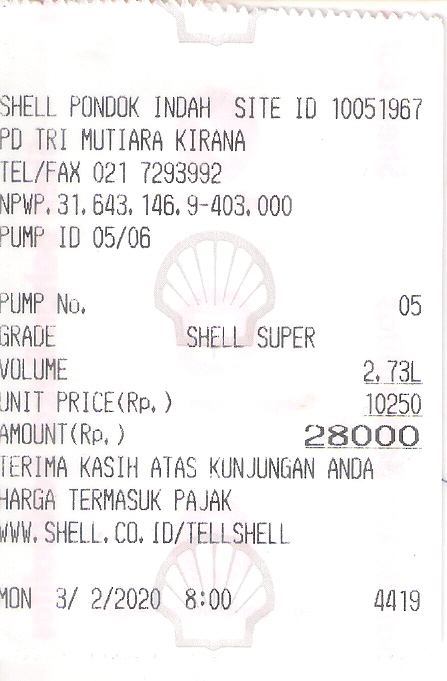 SHELL PONDOK INDAH SITE ID 10051967
PD TRI MUTIARA KIRANA
TEL/FAX 021 7293992
NPWP.31.643.146.9-403.000
PUMP ID 05/06
PUMP No. 05
GRADE SHELL SUPER
VOLUME 2.73L
UNIT PRICE(Rp.) 10250
AMOUNT(Rp.) 28000
TERIMA KASIH ATAS KUNJUNGAN ANDA
HARGA TERMASUK PAJAK
WWW.SHELL.CO.ID/TELLSHELL
MON 3/ 2/2020 8:00 4419